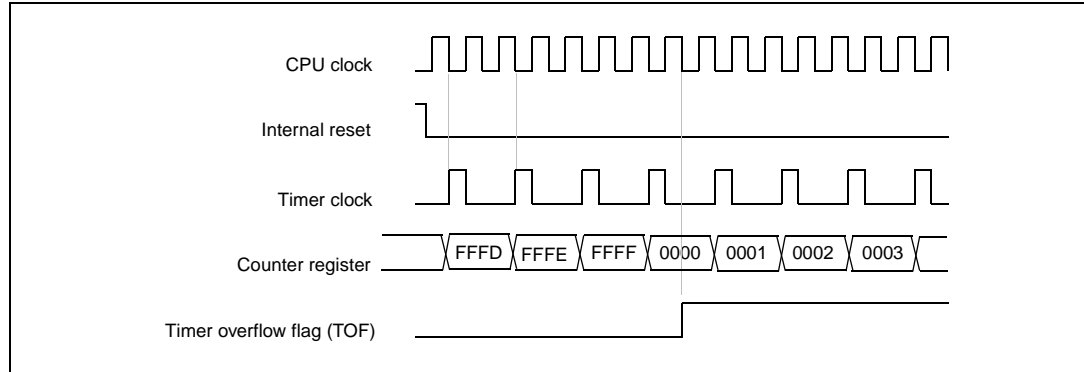 CPU clock
Internal reset
Timer clock
Counter register
FFFD FFFE FFFF 0000 0001 0002 0003
Timer overflow flag (TOF)